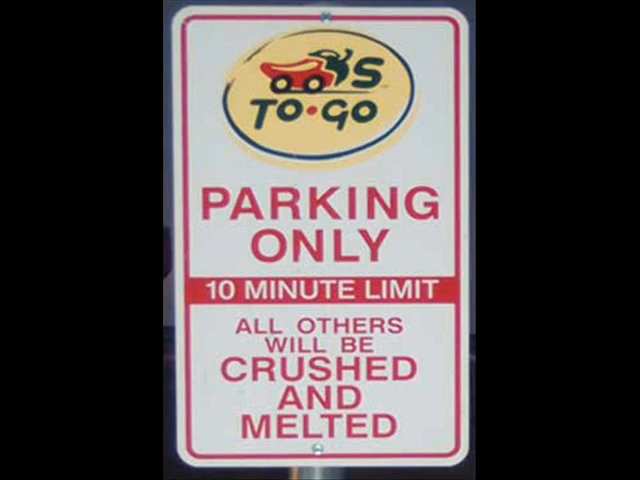 'S
TO•GO
PARKING
ONLY
10 MINUTE LIMIT
ALL OTHERS
WILL BE
CRUSHED
AND
MELTED